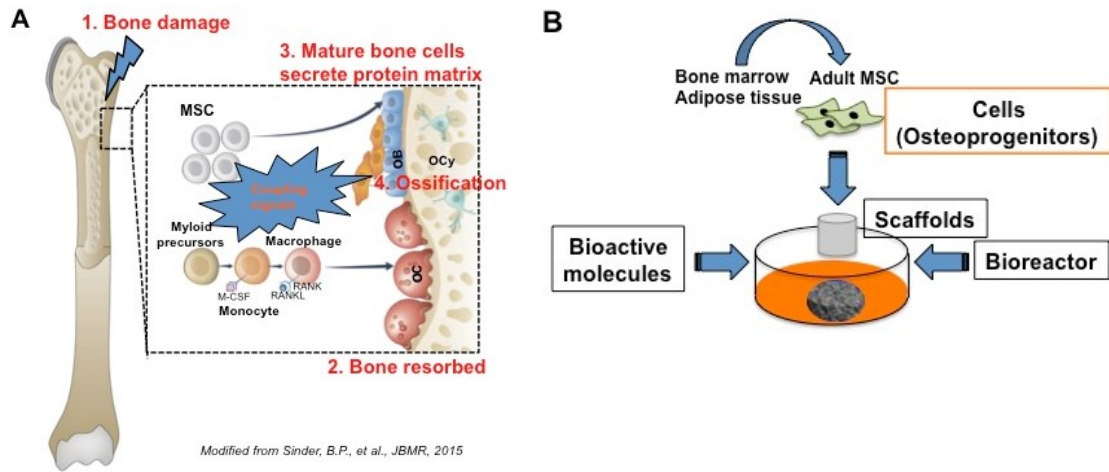 A
1. Bone damage
3. Mature bone cells
secrete protein matrix
MSC
OB
OCy
4. Ossification
Coupling
signals
Myloid
precursors
Macrophage
OC
M-CSF
RANK
RANKL
Monocyte
2. Bone resorbed
Modified from Sinder, B.P., et al., JBMR, 2015
B
Bone marrow
Adipose tissue
Adult MSC
Cells
(Osteoprogenitors)
Scaffolds
Bioactive
molecules
Bioreactor